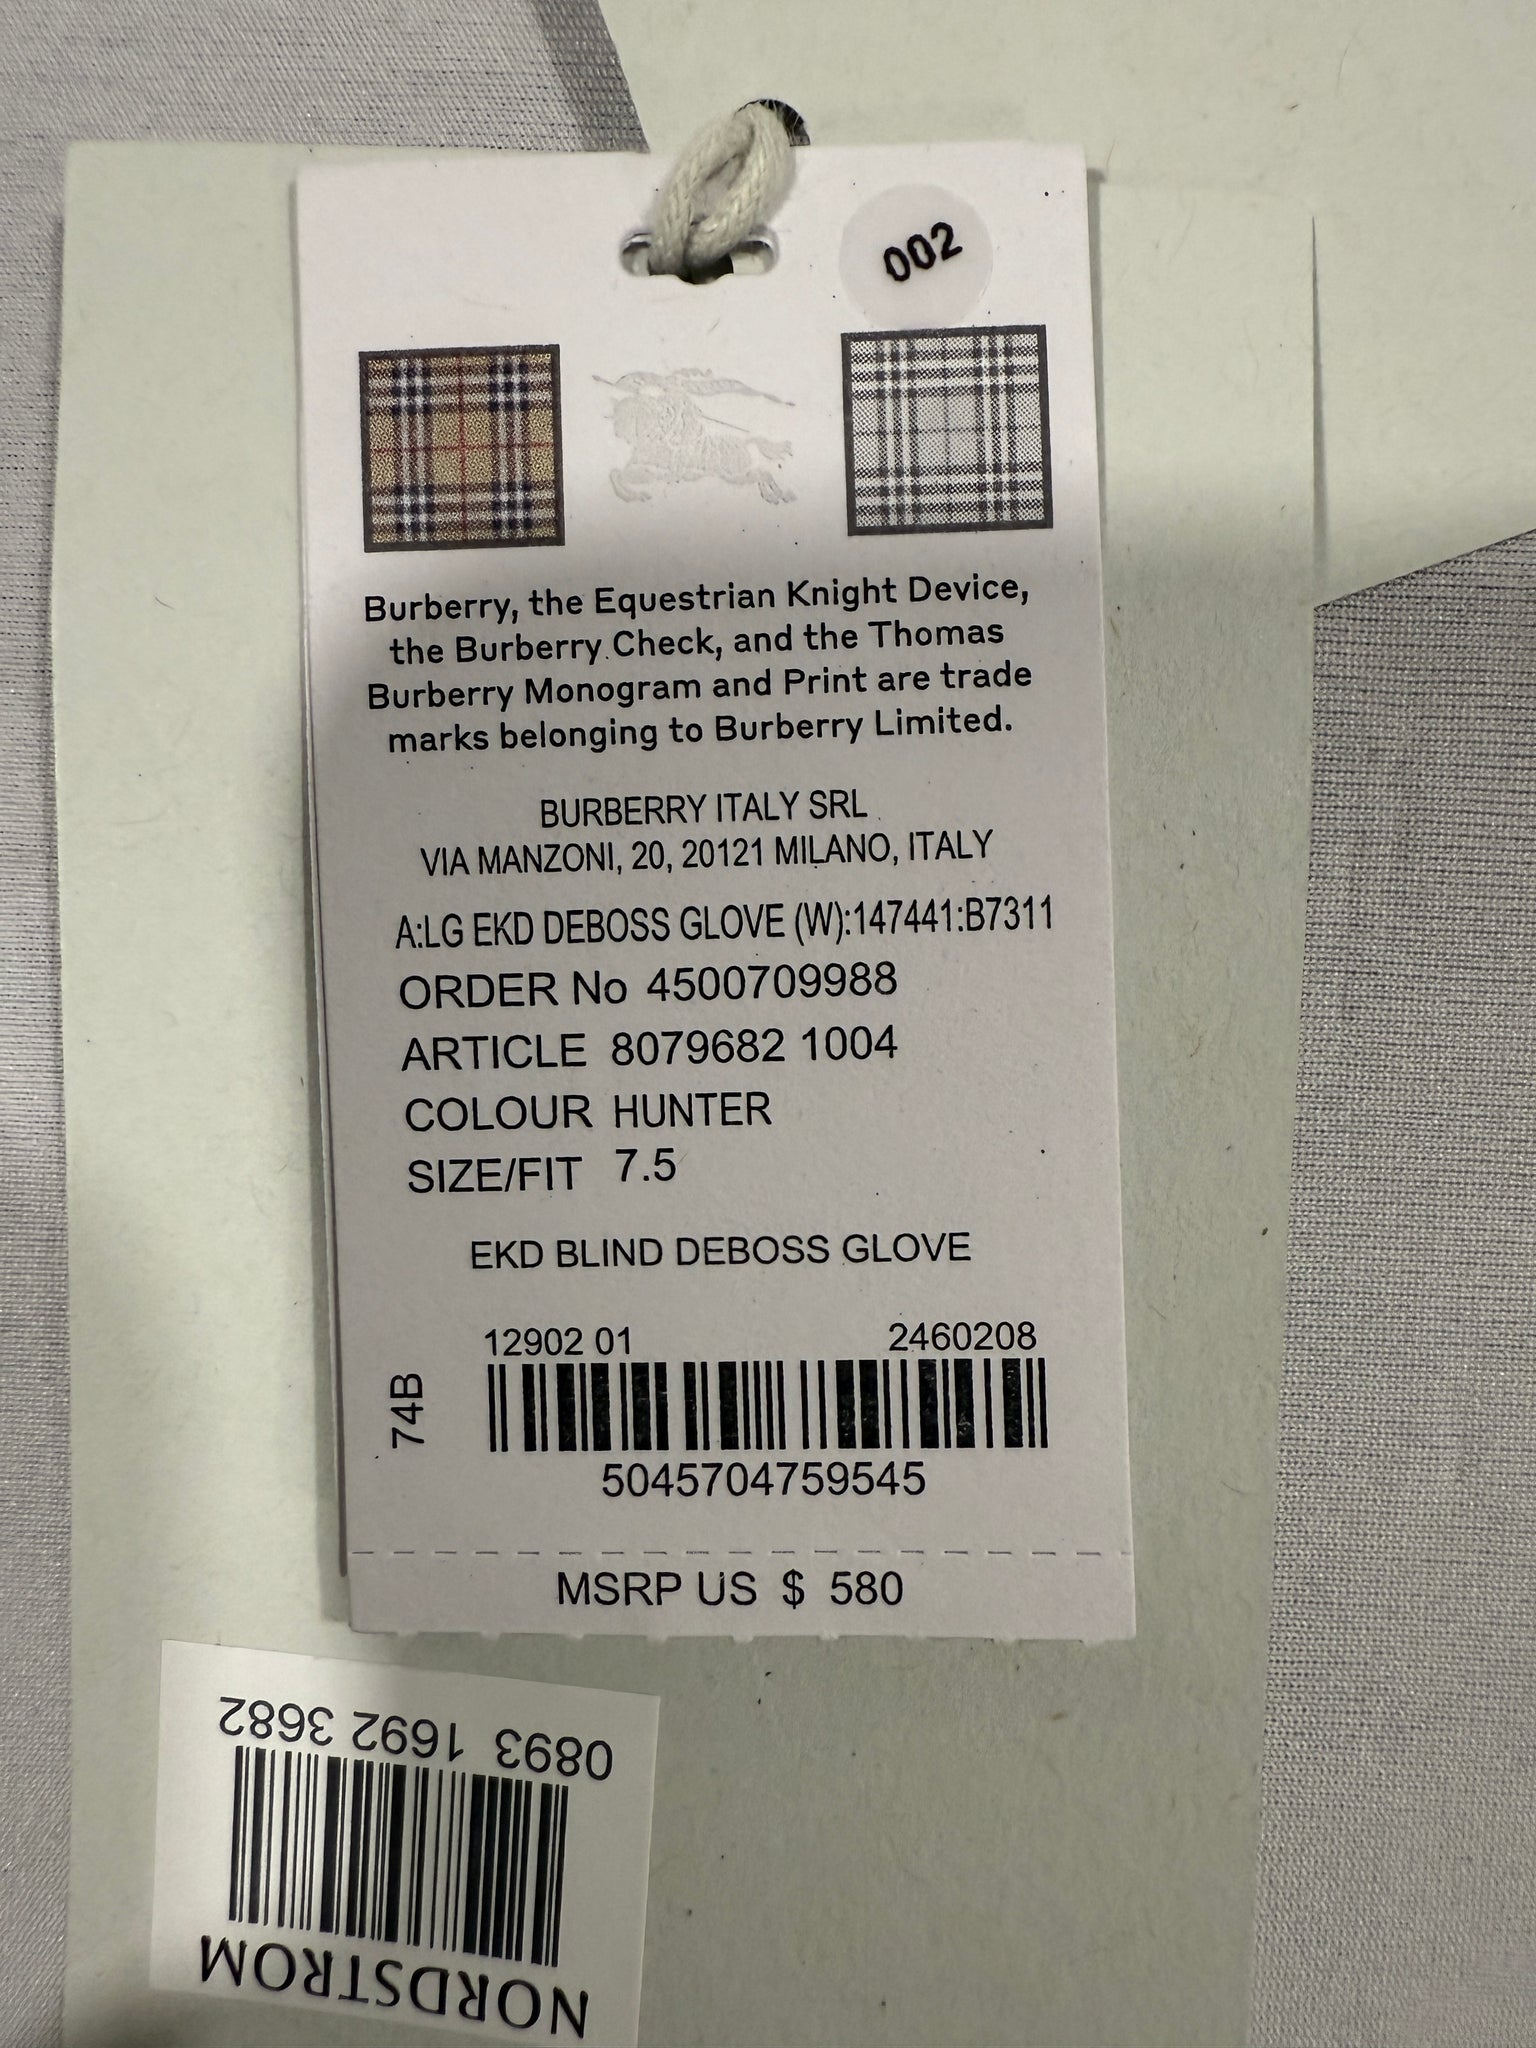 002
Burberry, the Equestrian Knight Device,
the Burberry Check, and the Thomas
Burberry Monogram and Print are trade
marks belonging to Burberry Limited.
BURBERRY ITALY SRL
VIA MANZONI, 20, 20121 MILANO, ITALY
A:LG EKD DEBOSS GLOVE (W):147441:B7311
ORDER No 4500709988
ARTICLE 8079682 1004
COLOUR HUNTER
SIZE/FIT 7.5
EKD BLIND DEBOSS GLOVE
12902 01 2460208
74B
5045704759545
MSRP US $ 580
NORDSTROM
0893 1692 3682